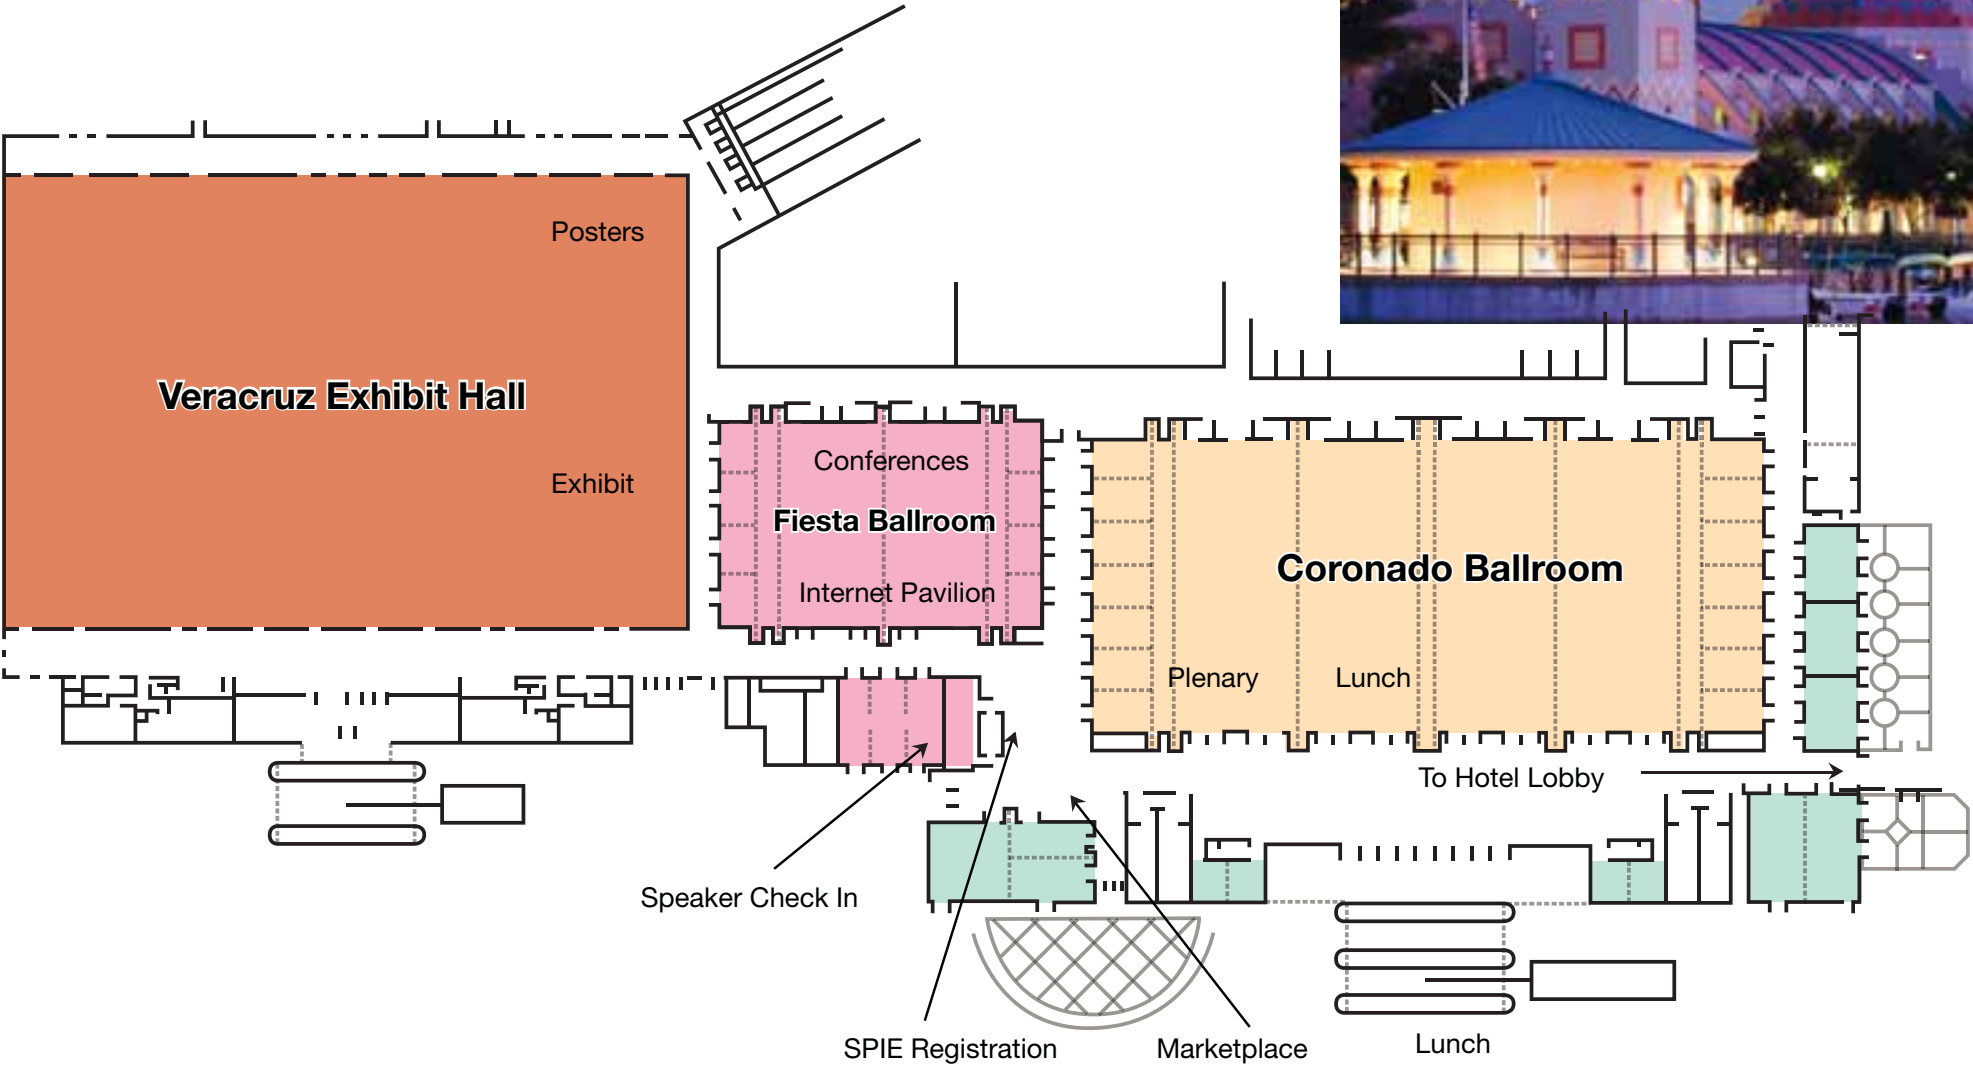 Posters
Veracruz Exhibit Hall
Exhibit
Conferences
Fiesta Ballroom
Internet Pavilion
Coronado Ballroom
Plenary
Lunch
To Hotel Lobby
Speaker Check In
SPIE Registration
Marketplace
Lunch